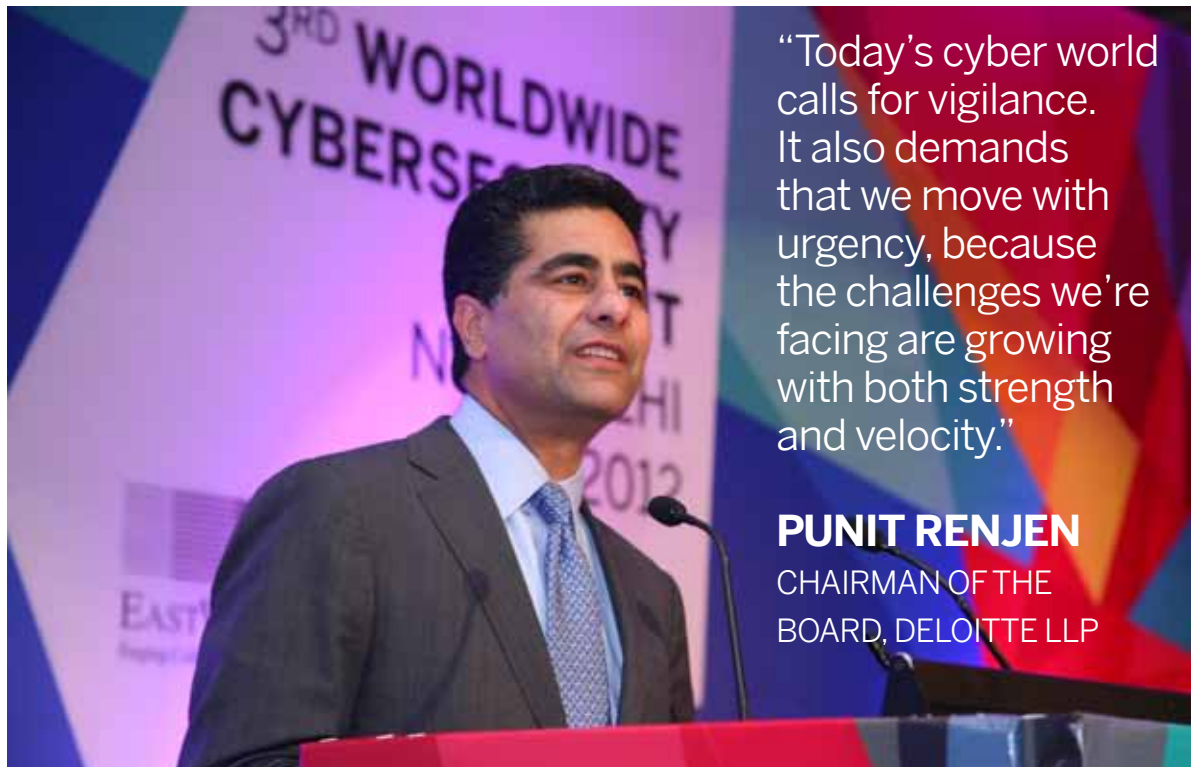 3RD WORLDWIDE
CYBERSE TY
T
N HI
2012
EAST
“Today’s cyber world
calls for vigilance.
It also demands
that we move with
urgency, because
the challenges we’re
facing are growing
with both strength
and velocity.”
PUNIT RENJEN
CHAIRMAN OF THE
BOARD, DELOITTE LLP